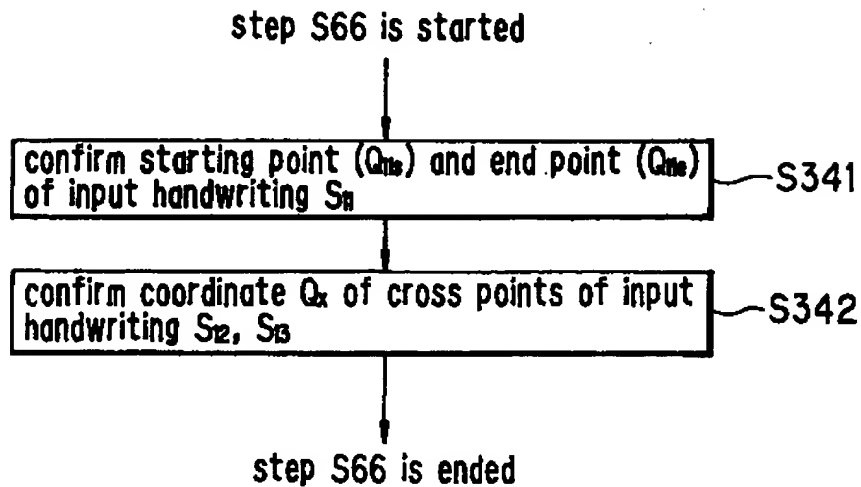 step S66 is started
confirm starting point (Q11s) and end point (Q11e)
of input handwriting S11
S341
confirm coordinate Qx of cross points of input
handwriting S12, S13
S342
step S66 is ended